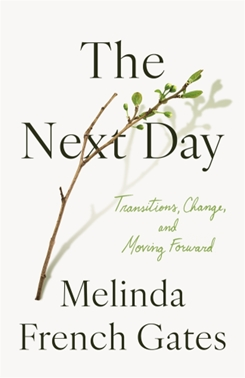 The
Next Day
Transitions, Change,
and
Moving Forward
Melinda
French Gates